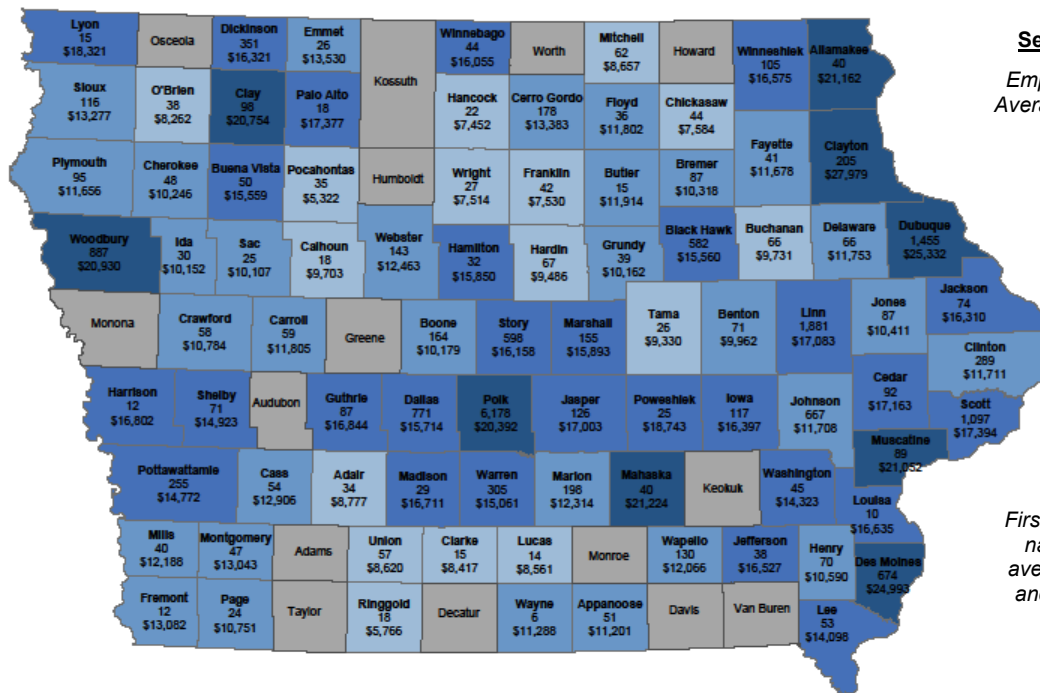 Lyon
15
$18,321
Osceola
Dickinson
351
$16,321
Emmet
26
$13,530
Kossuth
Winnebago
44
$16,055
Worth
Mitchell
62
$8,657
Howard
Winneshiek
105
$16,575
Allamakee
40
$21,162
Se
Emp
Avera
Sioux
116
$13,277
O'Brien
38
$8,262
Clay
98
$20,754
Palo Alto
18
$17,377
Hancock
22
$7,452
Cerro Gordo
178
$13,383
Floyd
36
$11,802
Chickasaw
44
$7,584
Fayette
41
$11,678
Clayton
205
$27,979
Plymouth
95
$11,656
Cherokee
48
$10,246
Buena Vista
50
$15,559
Pocahontas
35
$5,322
Humboldt
Wright
27
$7,514
Franklin
42
$7,530
Butler
15
$11,914
Bremer
87
$10,318
Woodbury
887
$20,930
Ida
30
$10,152
Sac
25
$10,107
Calhoun
18
$9,703
Webster
143
$12,463
Hamilton
32
$15,850
Hardin
67
$9,486
Grundy
39
$10,162
Black Hawk
582
$15,560
Buchanan
66
$9,731
Delaware
66
$11,753
Dubuque
1,455
$25,332
Monona
Crawford
58
$10,784
Carroll
59
$11,805
Greene
Boone
164
$10,179
Story
598
$16,158
Marshall
155
$15,893
Tama
26
$9,330
Benton
71
$9,962
Linn
1,881
$17,083
Jones
87
$10,411
Jackson
74
$16,310
Clinton
289
$11,711
Harrison
12
$16,802
Shelby
71
$14,923
Audubon
Guthrie
87
$16,844
Dallas
771
$15,714
Polk
6,178
$20,392
Jasper
126
$17,003
Poweshiek
25
$18,743
Iowa
117
$16,397
Johnson
667
$11,708
Cedar
92
$17,163
Scott
1,097
$17,394
Muscatine
89
$21,052
Pottawattamie
255
$14,772
Cass
54
$12,906
Adair
34
$8,777
Madison
29
$16,711
Warren
305
$15,061
Marion
198
$12,314
Mahaska
40
$21,224
Keokuk
Washington
45
$14,323
Louisa
10
$16,635
Mills
40
$12,188
Montgomery
47
$13,043
Adams
Union
57
$8,620
Clarke
15
$8,417
Lucas
14
$8,561
Monroe
Wapello
130
$12,066
Jefferson
38
$16,527
Henry
70
$10,590
Des Moines
674
$24,993
Firs
na
ave
and
Fremont
12
$13,082
Page
24
$10,751
Taylor
Ringgold
18
$5,766
Decatur
Wayne
6
$11,288
Appanoose
51
$11,201
Davis
Van Buren
Lee
53
$14,098